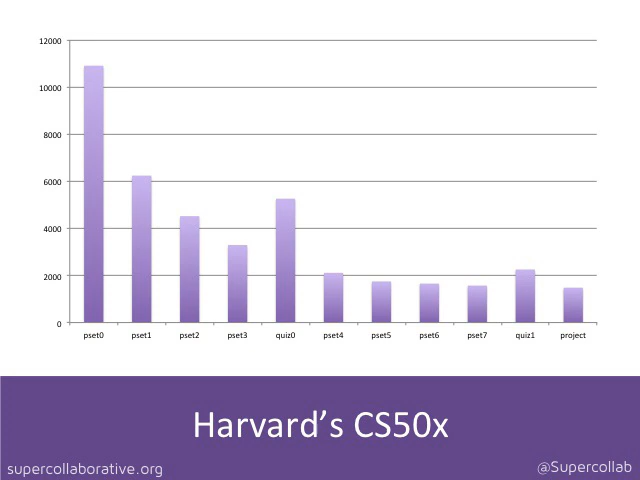 12000
10000
8000
6000
4000
2000
0
pset0 pset1 pset2 pset3 quiz0 pset4 pset5 pset6 pset7 quiz1 project
Harvard’s CS50x
supercollaborative.org @Supercollab